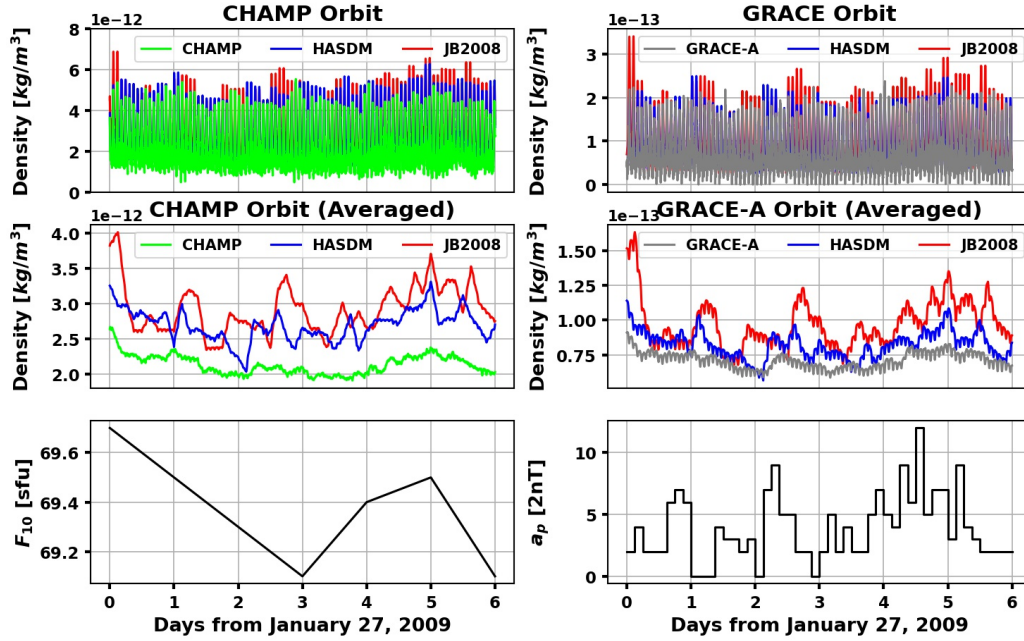 CHAMP Orbit
1e−12
Density [kg/m³]
8
6
4
2
0
CHAMP HASDM JB2008
GRACE Orbit
1e−13
Density [kg/m³]
3
2
1
0
GRACE-A HASDM JB2008
CHAMP Orbit (Averaged)
1e−12
Density [kg/m³]
4.0
3.5
3.0
2.5
2.0
CHAMP HASDM JB2008
GRACE-A Orbit (Averaged)
1e−13
Density [kg/m³]
1.50
1.25
1.00
0.75
GRACE-A HASDM JB2008
F₁₀ [sfu]
69.6
69.4
69.2
0 1 2 3 4 5 6
Days from January 27, 2009
aₚ [2nT]
10
5
0
0 1 2 3 4 5 6
Days from January 27, 2009